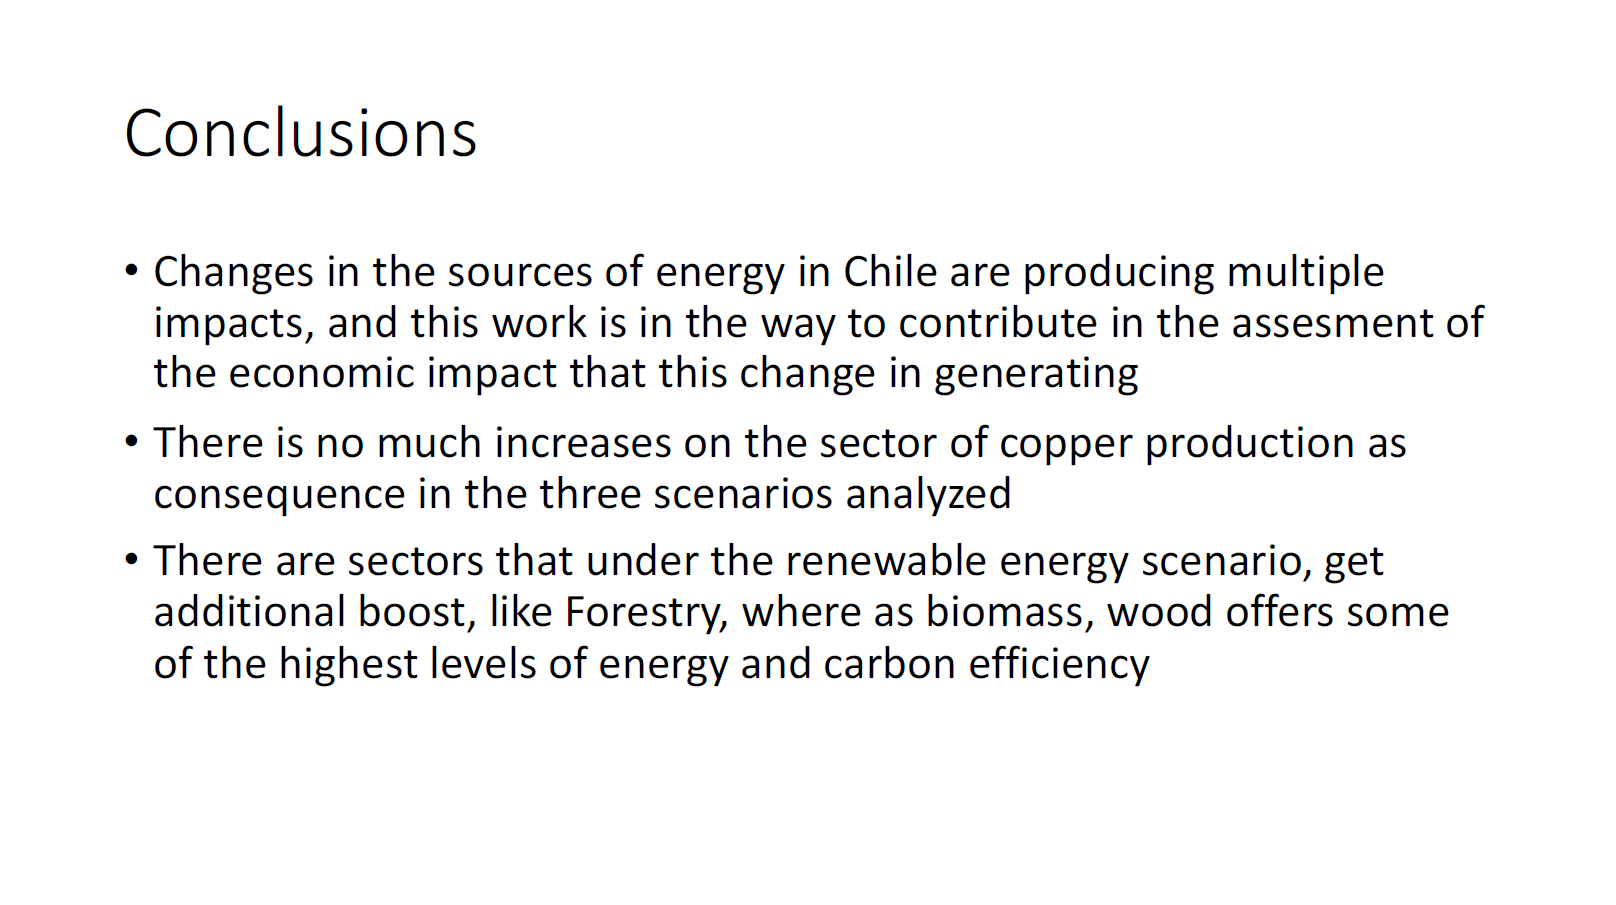 Conclusions
• Changes in the sources of energy in Chile are producing multiple
impacts, and this work is in the way to contribute in the assesment of
the economic impact that this change in generating
• There is no much increases on the sector of copper production as
consequence in the three scenarios analyzed
• There are sectors that under the renewable energy scenario, get
additional boost, like Forestry, where as biomass, wood offers some
of the highest levels of energy and carbon efficiency